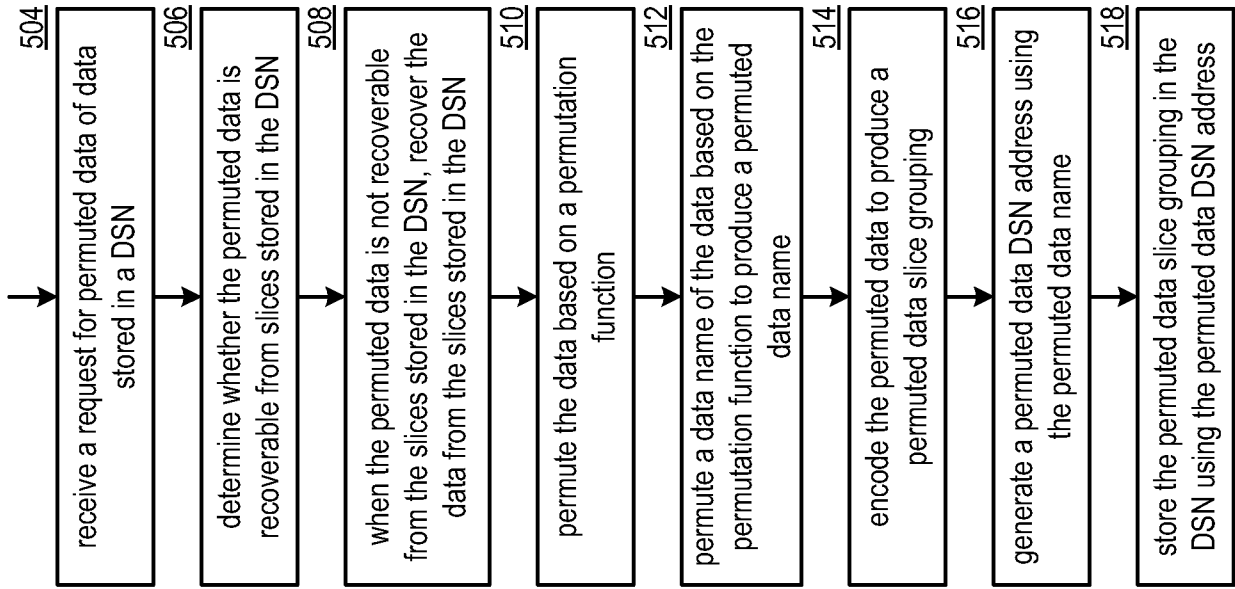 504
receive a request for permuted data of data
stored in a DSN
506
determine whether the permuted data is
recoverable from slices stored in the DSN
508
when the permuted data is not recoverable
from the slices stored in the DSN, recover the
data from the slices stored in the DSN
510
permute the data based on a permutation
function
512
permute a data name of the data based on the
permutation function to produce a permuted
data name
514
encode the permuted data to produce a
permuted data slice grouping
516
generate a permuted data DSN address using
the permuted data name
518
store the permuted data slice grouping in the
DSN using the permuted data DSN address